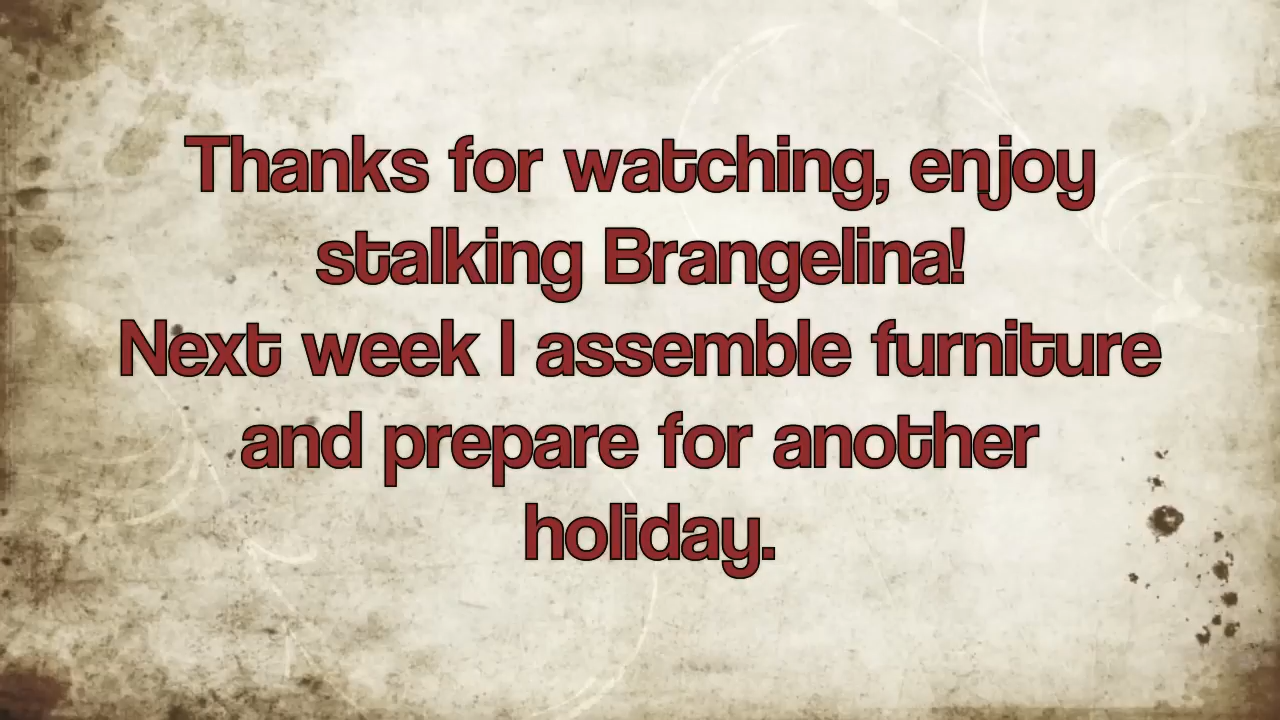 Thanks for watching, enjoy
stalking Brangelina!
Next week I assemble furniture
and prepare for another
holiday.